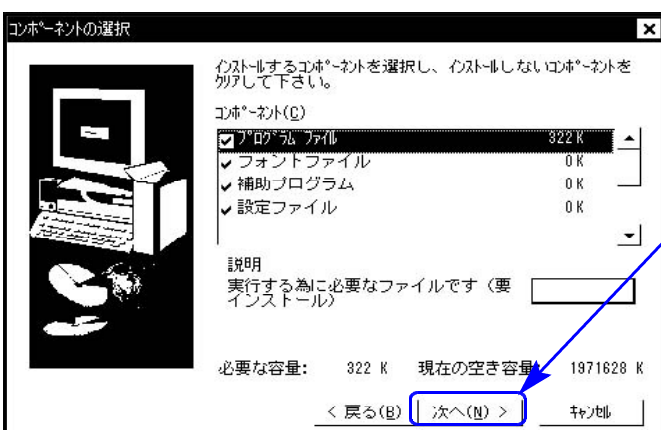 コンポーネントの選択
インストールするコンポーネントを選択し、インストールしないコンポーネントを
クリアして下さい。
コンポーネント(C)
プログラム ファイル 322 K
フォントファイル 0 K
補助プログラム 0 K
設定ファイル 0 K
説明
実行する為に必要なファイルです（要
インストール）
必要な容量: 322 K 現在の空き容量: 1971628 K
< 戻る(B) 次へ(N) > キャンセル